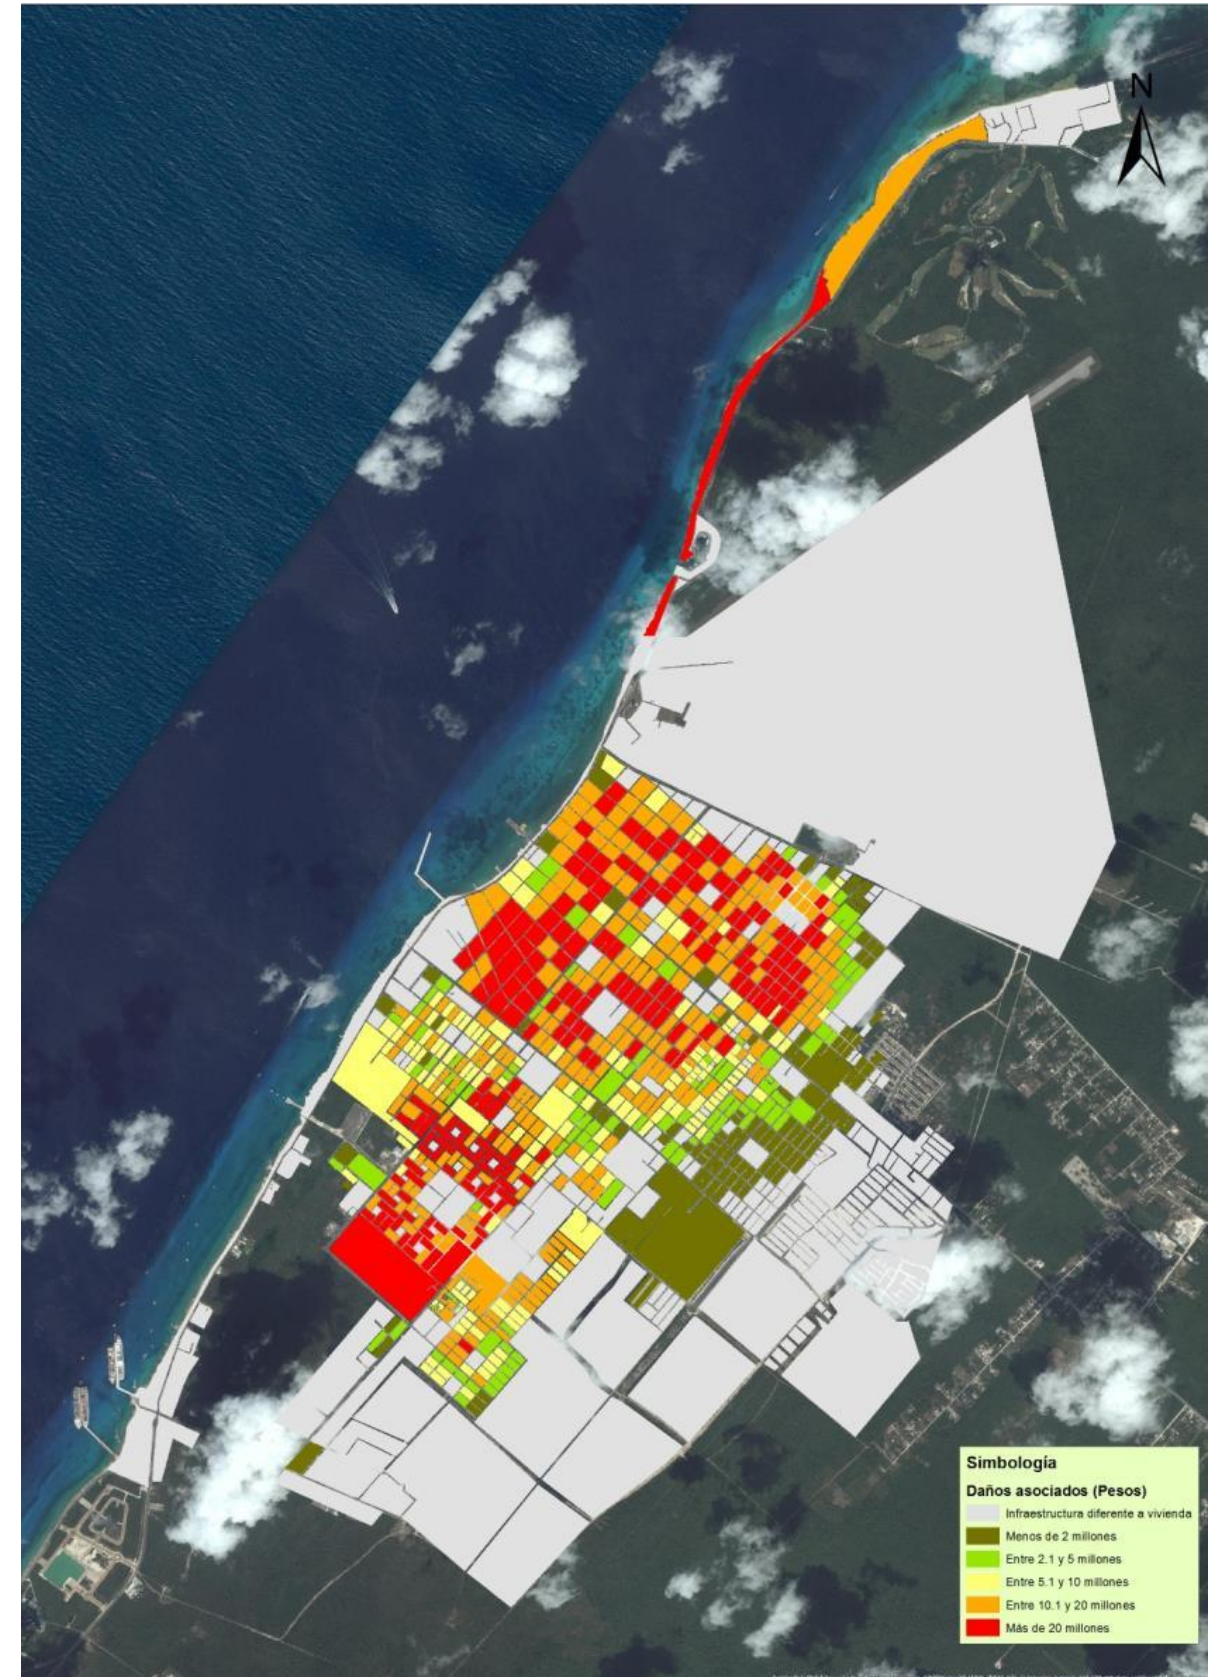 N
Simbología
Daños asociados (Pesos)
Infraestructura diferente a vivienda
Menos de 2 millones
Entre 2.1 y 5 millones
Entre 5.1 y 10 millones
Entre 10.1 y 20 millones
Más de 20 millones